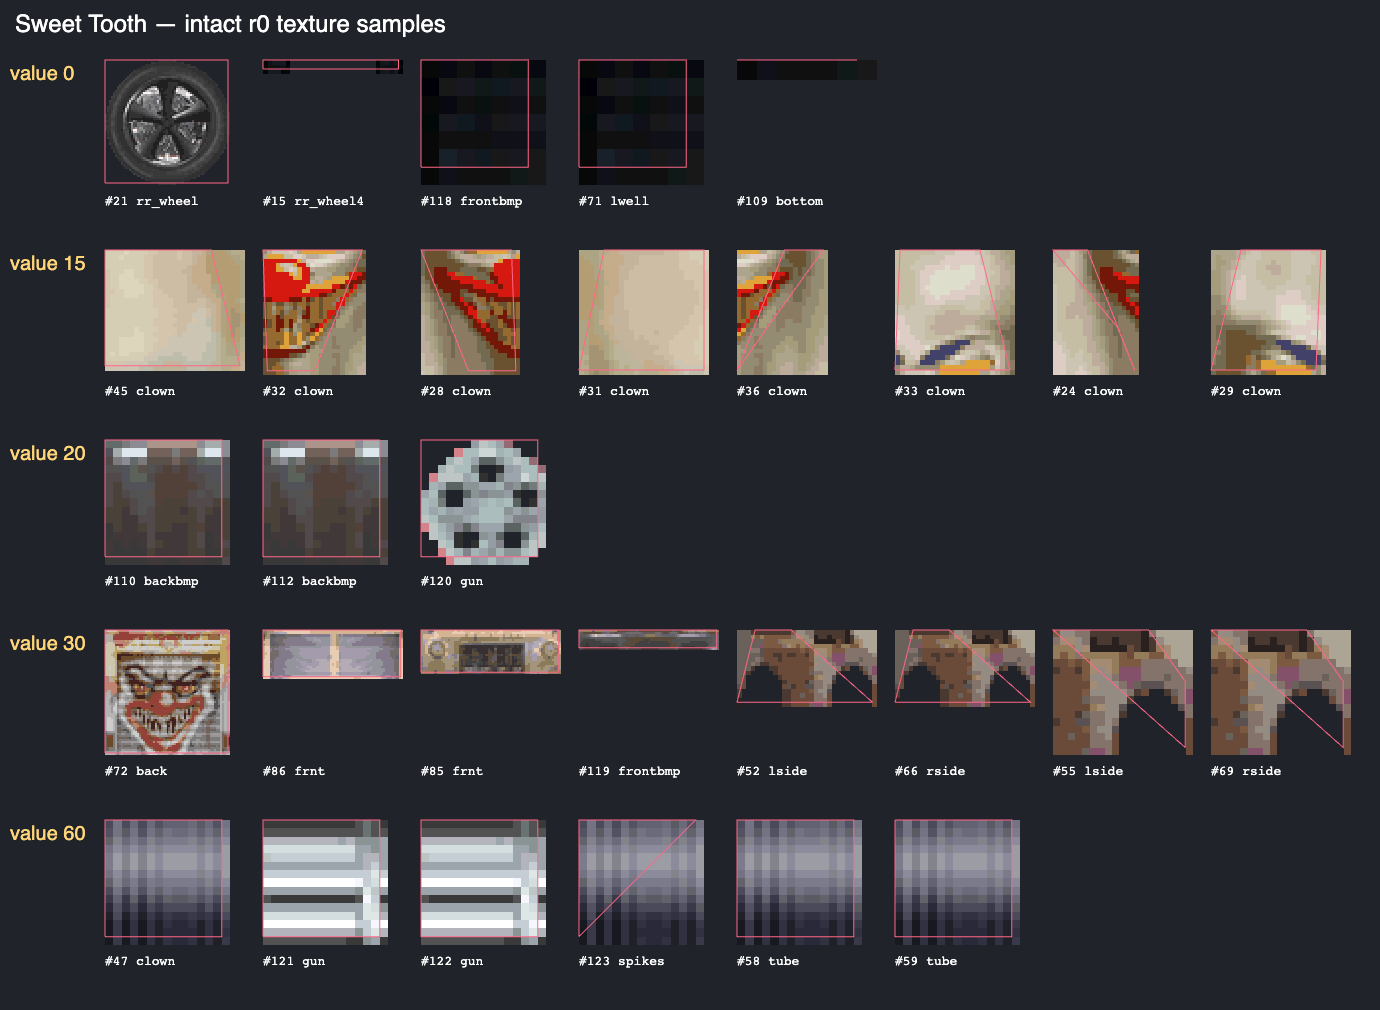 Sweet Tooth — intact r0 texture samples
value 0
#21 rr_wheel #15 rr_wheel4 #118 frontbmp #71 lwell #109 bottom
value 15
#45 clown #32 clown #28 clown #31 clown #36 clown #33 clown #24 clown #29 clown
value 20
#110 backbmp #112 backbmp #120 gun
value 30
#72 back #86 frnt #85 frnt #119 frontbmp #52 lside #66 rside #55 lside #69 rside
value 60
#47 clown #121 gun #122 gun #123 spikes #58 tube #59 tube